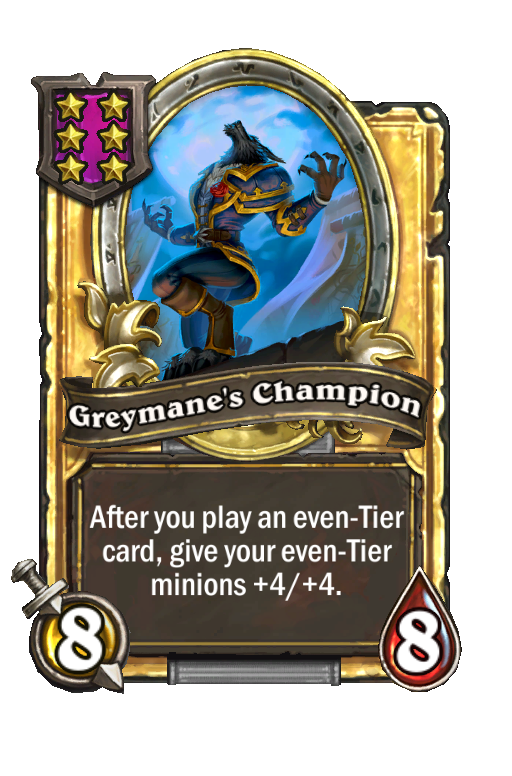 Greymane's Champion
After you play an even-Tier
card, give your even-Tier
minions +4/+4.
8
8